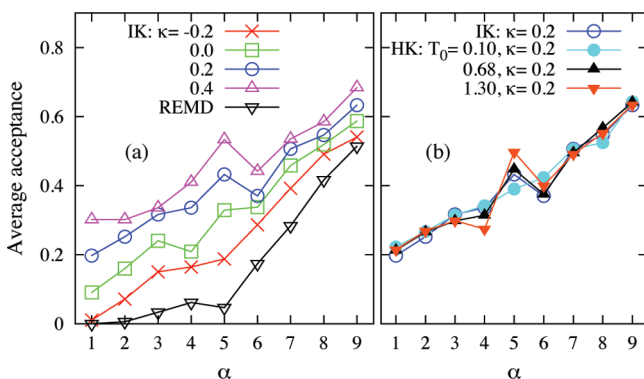 0.8
0.6
0.4
0.2
0
Average acceptance
IK: κ= -0.2
0.0
0.2
0.4
REMD
(a)
1 2 3 4 5 6 7 8 9
α
IK: κ= 0.2
HK: T0= 0.10, κ= 0.2
0.68, κ= 0.2
1.30, κ= 0.2
(b)
1 2 3 4 5 6 7 8 9
α